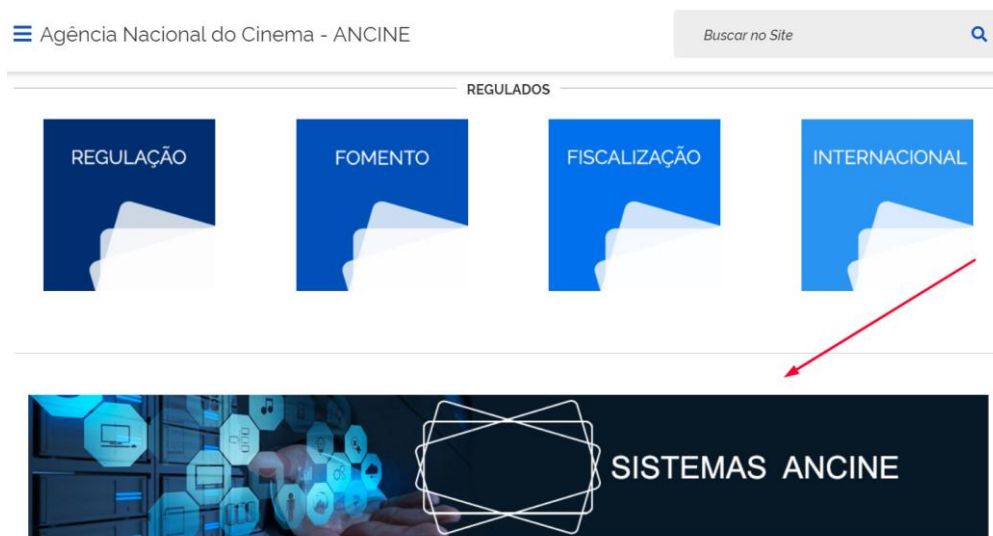 Agência Nacional do Cinema - ANCINE
Buscar no Site
REGULADOS
REGULAÇÃO
FOMENTO
FISCALIZAÇÃO
INTERNACIONAL
SISTEMAS ANCINE